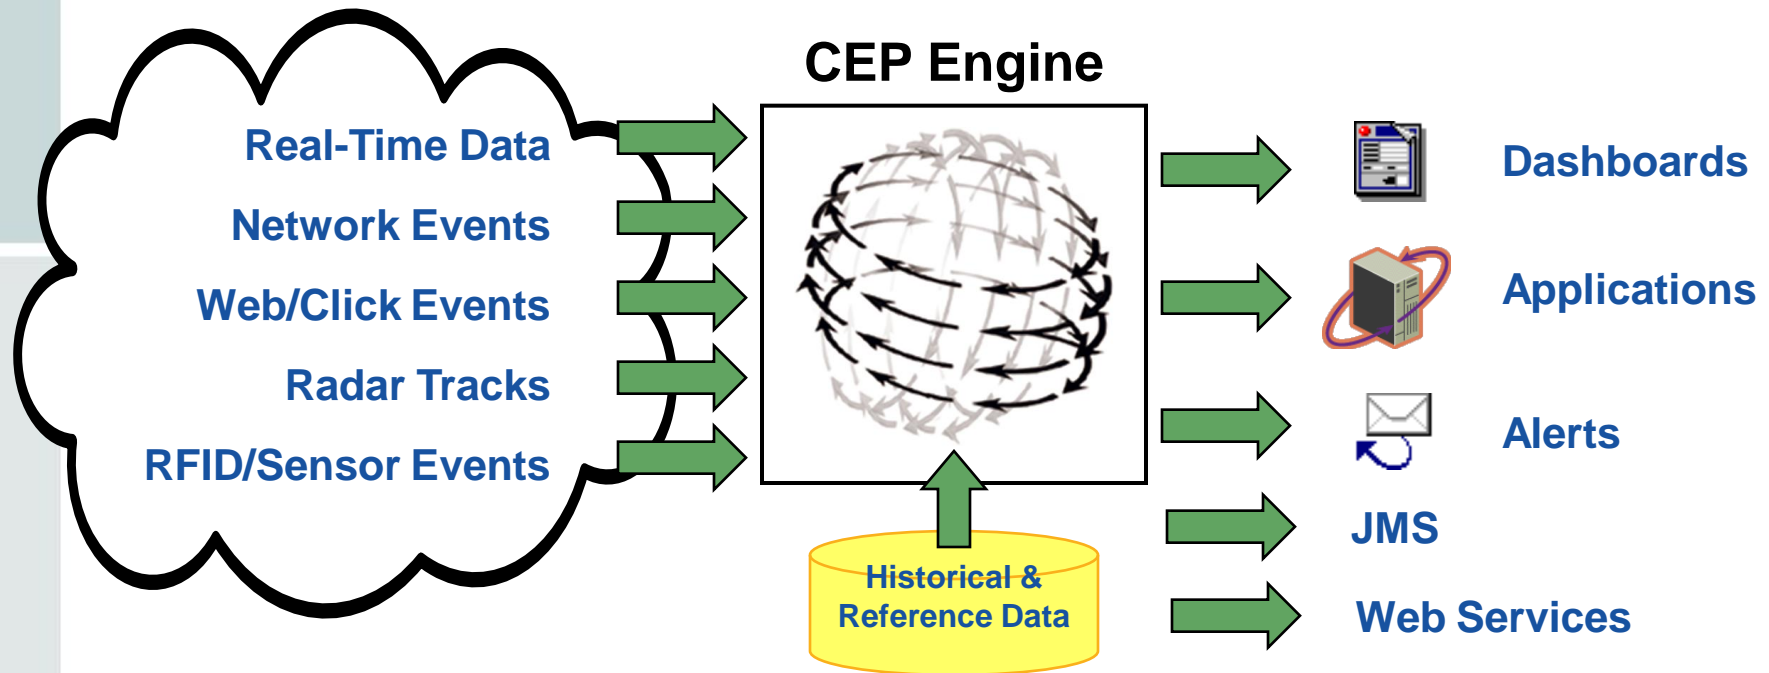 CEP Engine
Real-Time Data
Network Events
Web/Click Events
Radar Tracks
RFID/Sensor Events
Historical &
Reference Data
Dashboards
Applications
Alerts
JMS
Web Services